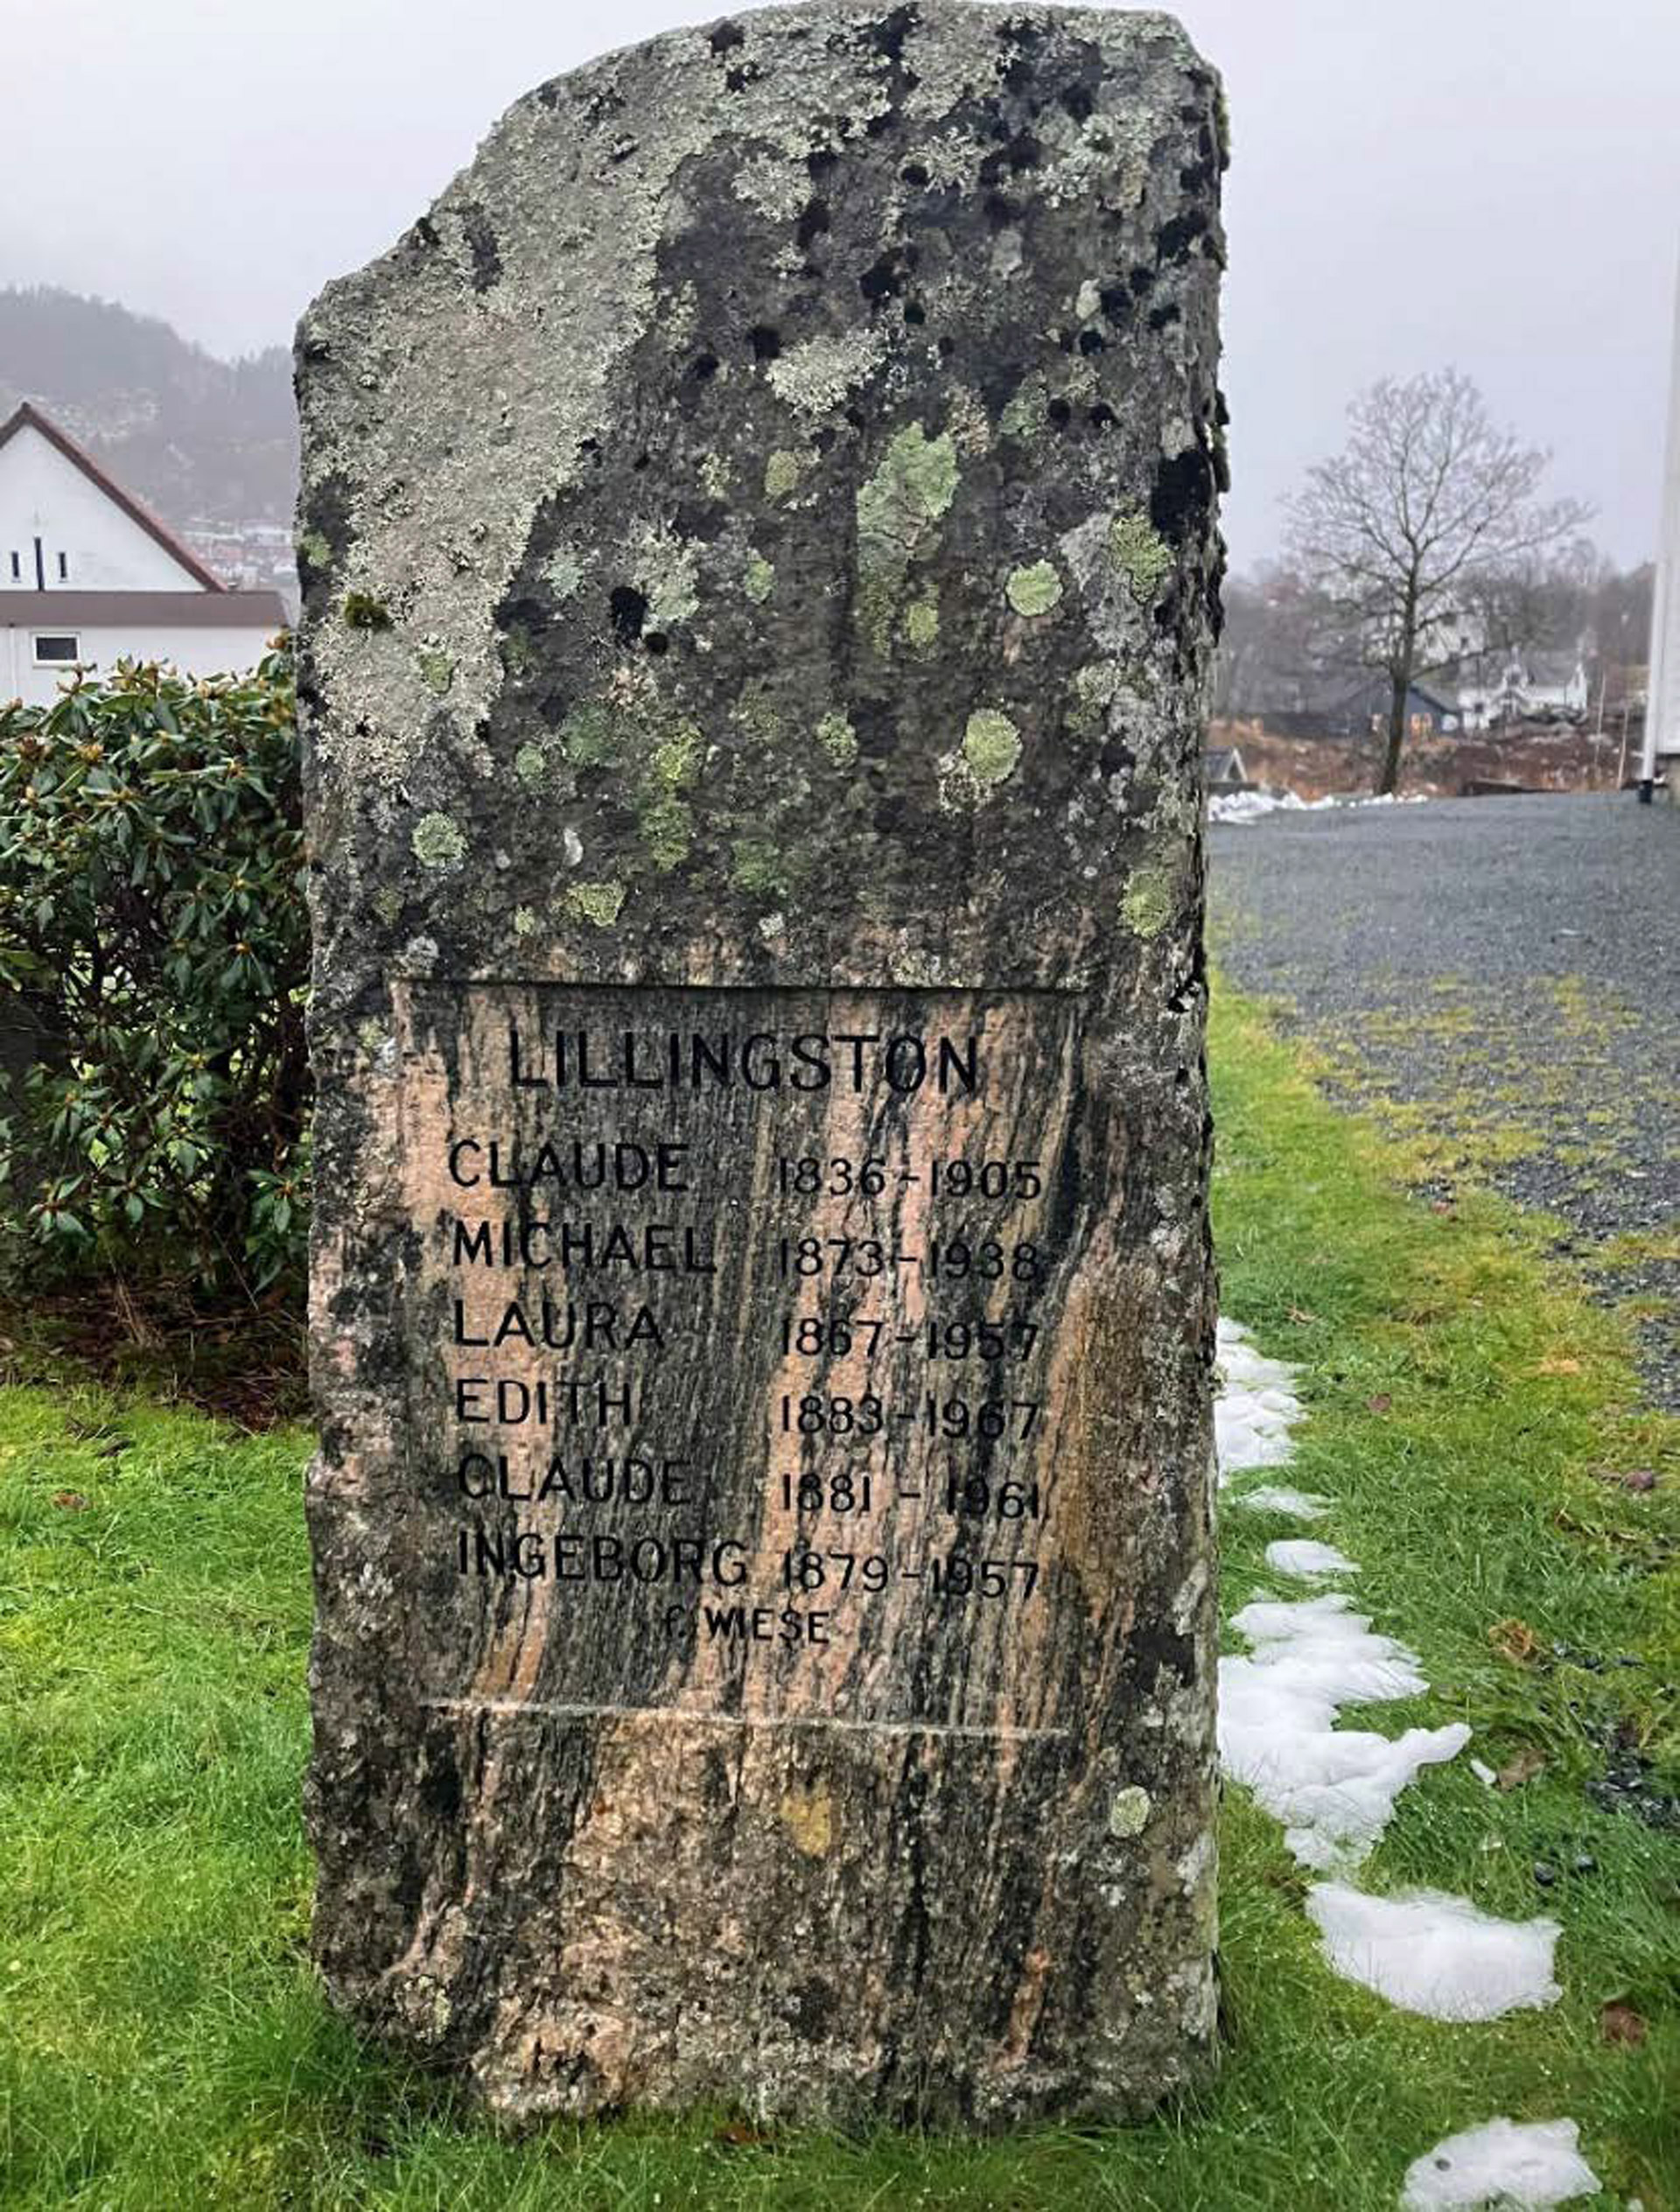 LILLINGSTON
CLAUDE 1836-1905
MICHAEL 1873-1938
LAURA 1867-1957
EDITH 1883-1967
CLAUDE 1881 - 1961
INGEBORG 1879-1957
f. WIESE